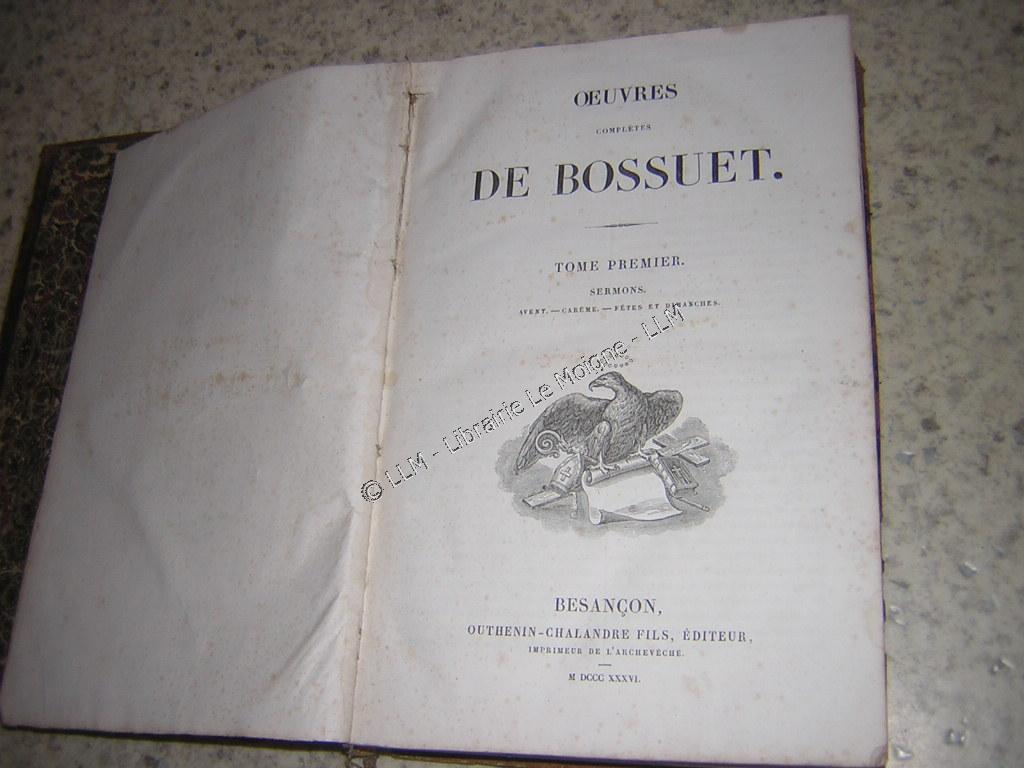 OEUVRES
COMPLÈTES
DE BOSSUET.
TOME PREMIER.
SERMONS.
AVENT. — CARÊME. — FÊTES ET DIMANCHES.
© LLM - Librairie Le Moigne - LLM
BESANÇON,
OUTHENIN-CHALANDRE FILS, ÉDITEUR,
IMPRIMEUR DE L'ARCHEVÊCHÉ.
M DCCC XXXVI.